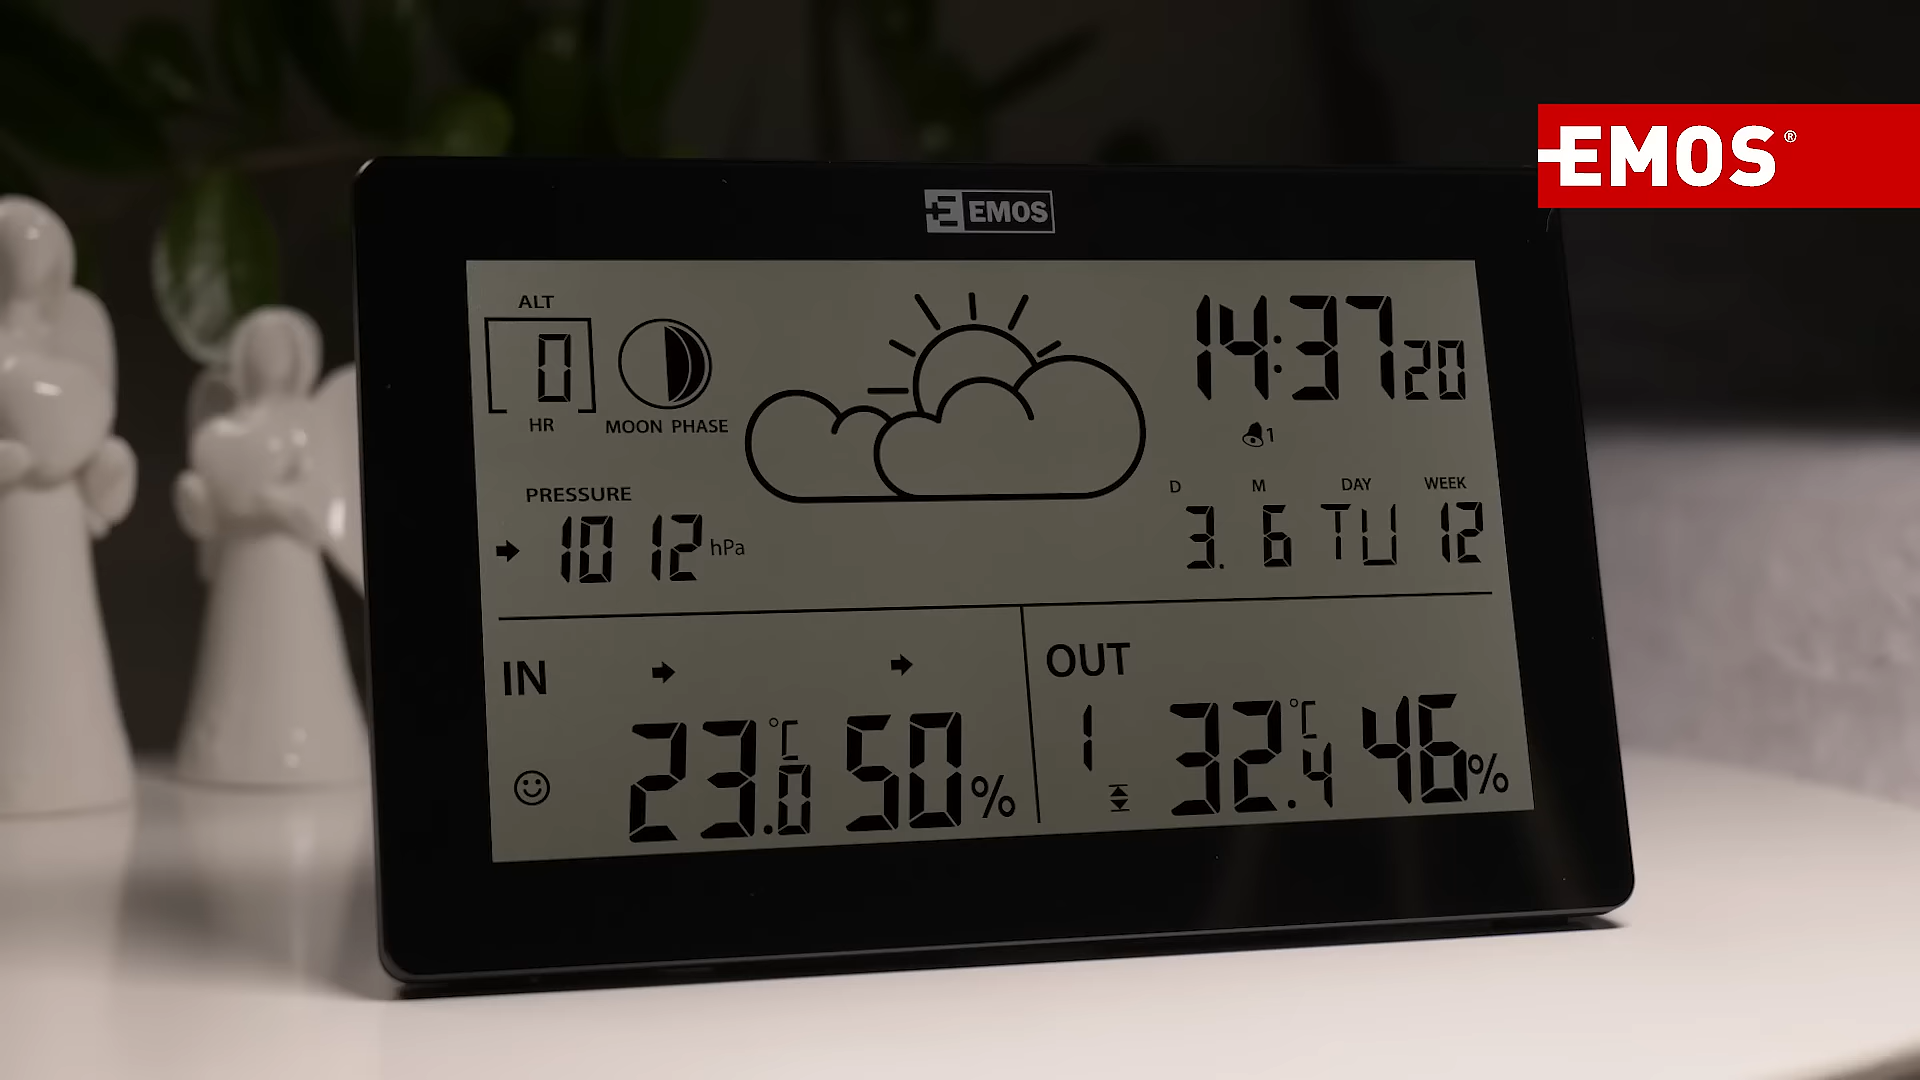 EMOS®
EMOS
ALT
0
HR
MOON PHASE
14:37 20
1
PRESSURE
1012 hPa
D M DAY WEEK
3. 6 TU 12
IN
23.0 °C 50%
OUT
1
32.4 °C 46%